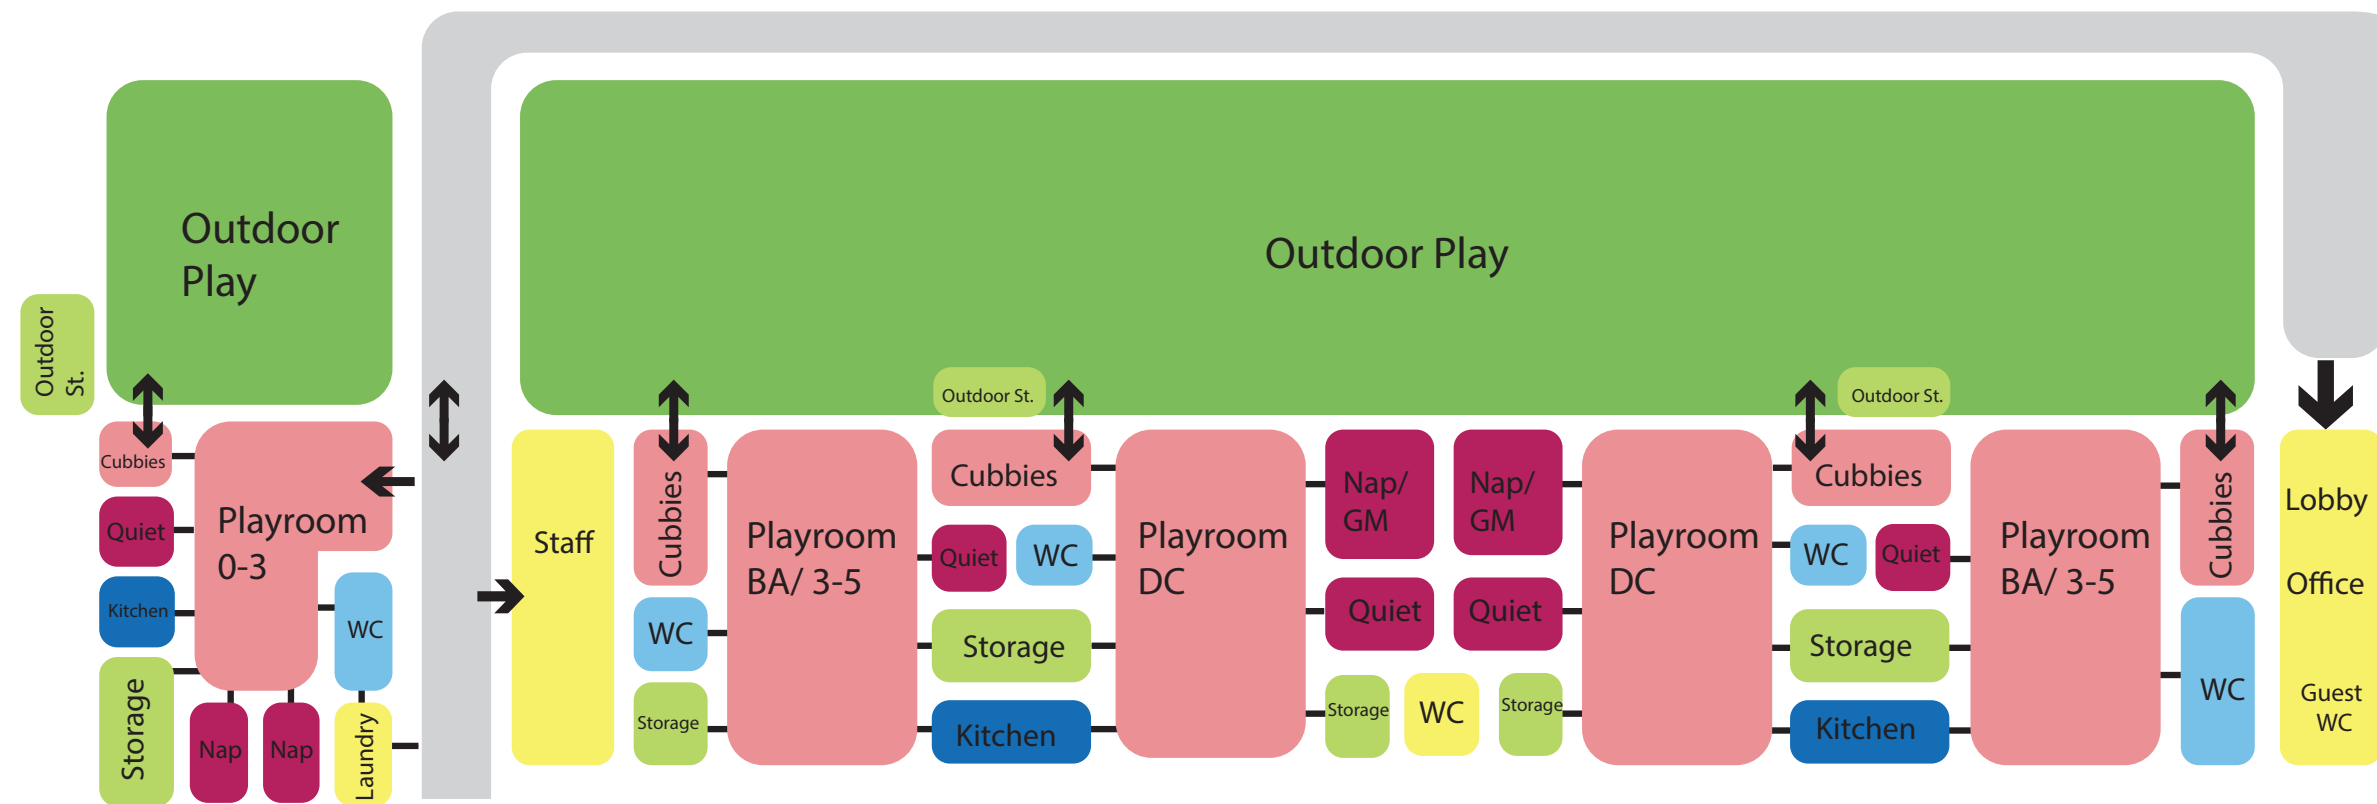 Outdoor
Play
Outdoor
St.
Cubbies
Quiet
Kitchen
Storage
Playroom
0-3
WC
Nap
Nap
Laundry
Outdoor Play
Outdoor St.
Outdoor St.
Staff
Cubbies
WC
Storage
Playroom
BA/ 3-5
Cubbies
Quiet
WC
Storage
Kitchen
Playroom
DC
Nap/
GM
Quiet
Storage
WC
Nap/
GM
Quiet
Storage
Playroom
DC
Cubbies
WC
Quiet
Storage
Kitchen
Playroom
BA/ 3-5
Cubbies
WC
Lobby
Office
Guest
WC